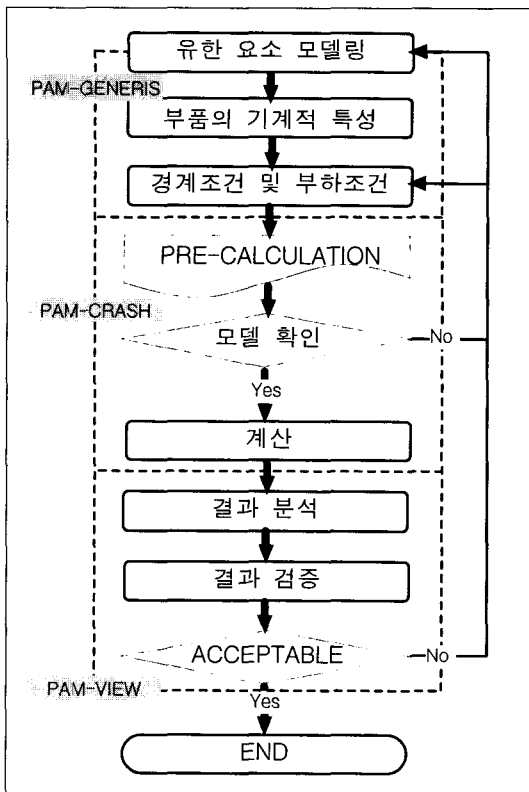 유한 요소 모델링
PAM-GENERIS
부품의 기계적 특성
경계조건 및 부하조건
PRE-CALCULATION
PAM-CRASH
모델 확인
No
Yes
계산
결과 분석
결과 검증
ACCEPTABLE
No
PAM-VIEW
Yes
END